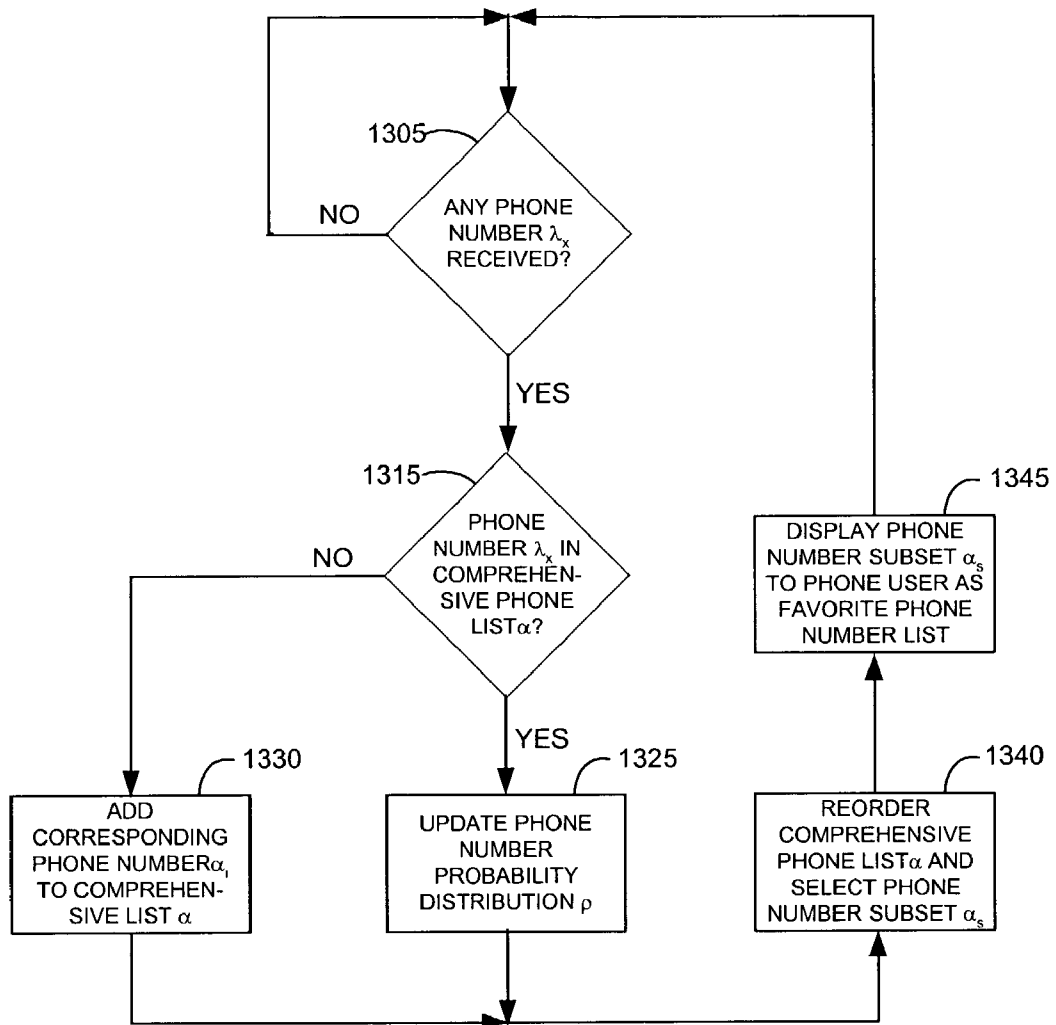 1305
ANY PHONE
NUMBER λx
RECEIVED?
NO
YES
1315
PHONE
NUMBER λx IN
COMPREHEN-
SIVE PHONE
LISTα?
NO
YES
1330
ADD
CORRESPONDING
PHONE NUMBERαi
TO COMPREHEN-
SIVE LIST α
1325
UPDATE PHONE
NUMBER
PROBABILITY
DISTRIBUTION ρ
1340
REORDER
COMPREHENSIVE
PHONE LISTα AND
SELECT PHONE
NUMBER SUBSET αs
1345
DISPLAY PHONE
NUMBER SUBSET αs
TO PHONE USER AS
FAVORITE PHONE
NUMBER LIST